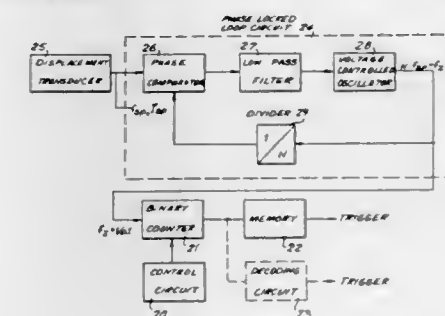 PHASE LOCKED
LOOP CIRCUIT 24
25
DISPLACEMENT
TRANSDUCER
26
PHASE
COMPARATOR
27
LOW PASS
FILTER
28
VOLTAGE
CONTROLLED
OSCILLATOR
DIVIDER 29
1
N
BINARY
COUNTER
21
MEMORY
22
TRIGGER
CONTROL
CIRCUIT
20
DECODING
CIRCUIT
23
TRIGGER